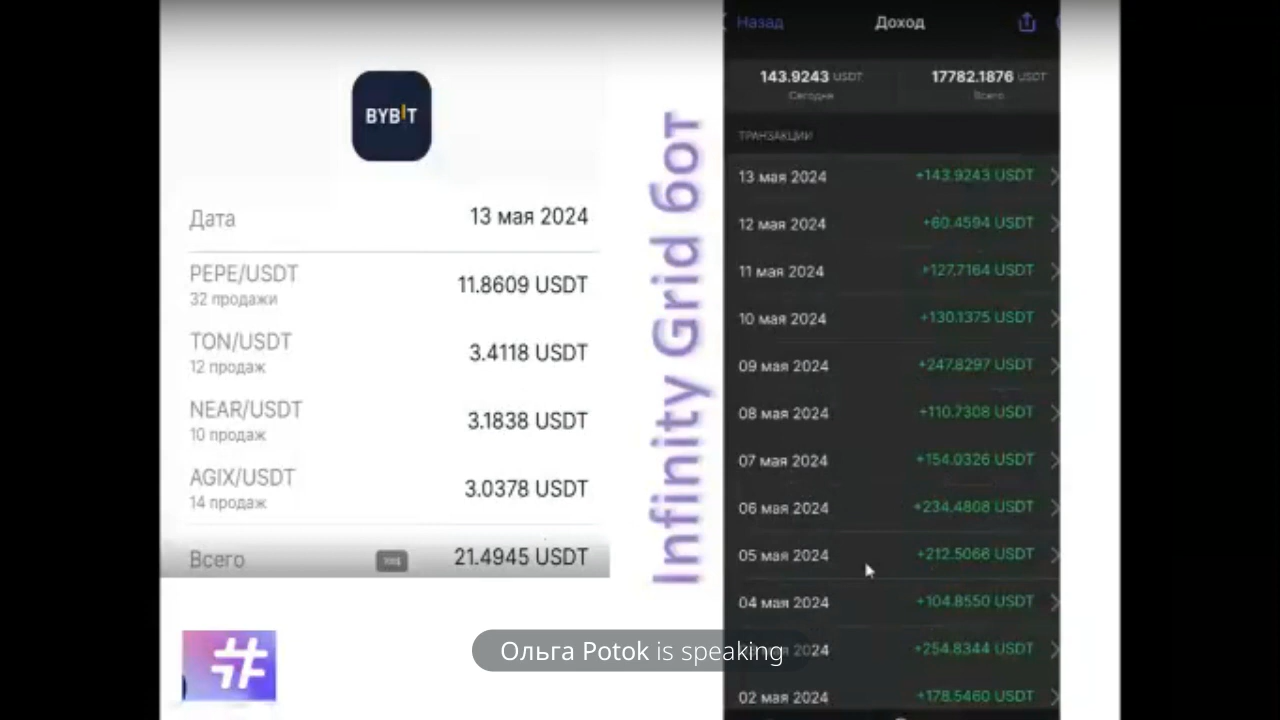 BYBIT
Дата 13 мая 2024
PEPE/USDT 11.8609 USDT
32 продажи
TON/USDT 3.4118 USDT
12 продаж
NEAR/USDT 3.1838 USDT
10 продаж
AGIX/USDT 3.0378 USDT
14 продаж
Всего 21.4945 USDT
Infinity Grid бот
Назад Доход
143.9243 USDT 17782.1876 USDT
Сегодня Всего
ТРАНЗАКЦИИ
13 мая 2024 +143.9243 USDT
12 мая 2024 +60.4594 USDT
11 мая 2024 +127.7164 USDT
10 мая 2024 +130.1375 USDT
09 мая 2024 +247.8297 USDT
08 мая 2024 +110.7308 USDT
07 мая 2024 +154.0326 USDT
06 мая 2024 +234.4808 USDT
05 мая 2024 +212.5066 USDT
04 мая 2024 +104.8550 USDT
2024 +254.8344 USDT
02 мая 2024 +178.5460 USDT
Ольга Potok is speaking